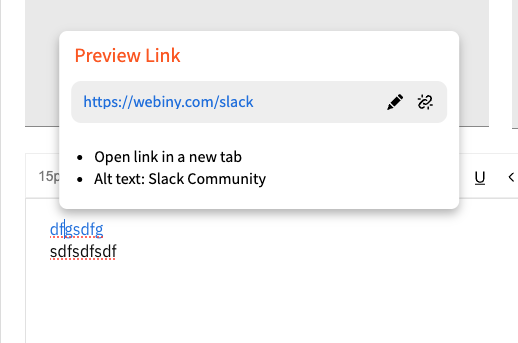 Preview Link
https://webiny.com/slack
Open link in a new tab
Alt text: Slack Community
15p
U
dfgsdfg
sdfsdfsdf